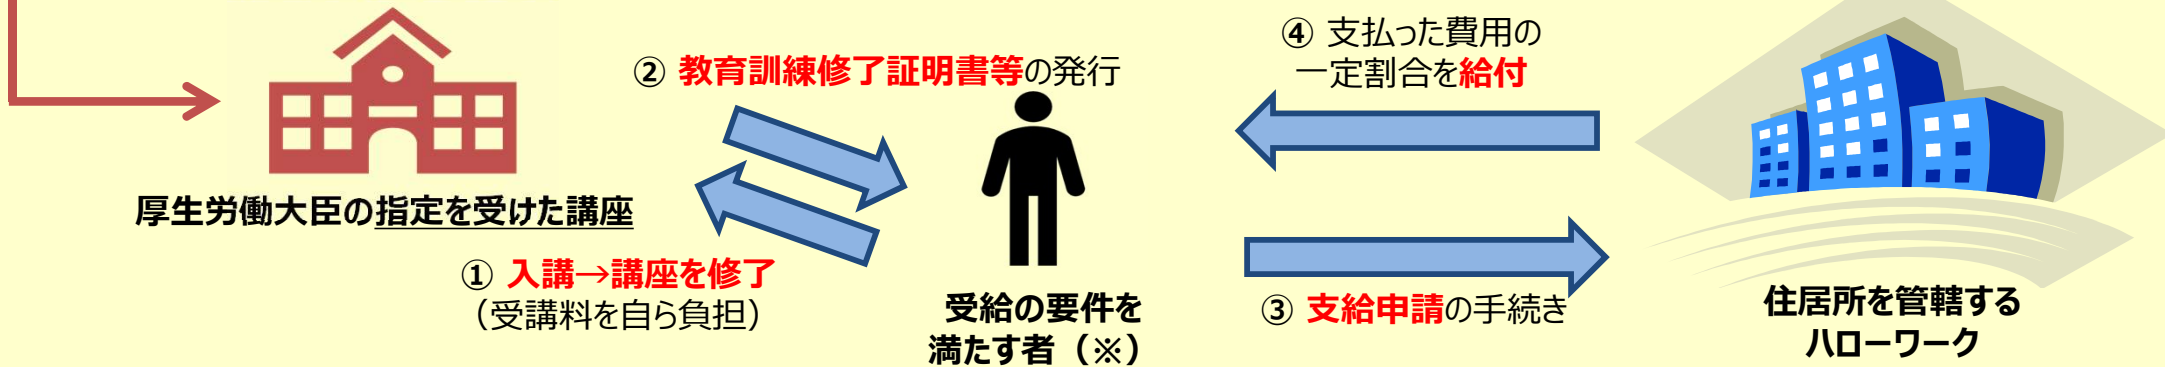 厚生労働大臣の指定を受けた講座
① 入講→講座を修了
（受講料を自ら負担）
② 教育訓練修了証明書等の発行
受給の要件を
満たす者（※）
③ 支給申請の手続き
④ 支払った費用の
一定割合を給付
住居所を管轄する
ハローワーク